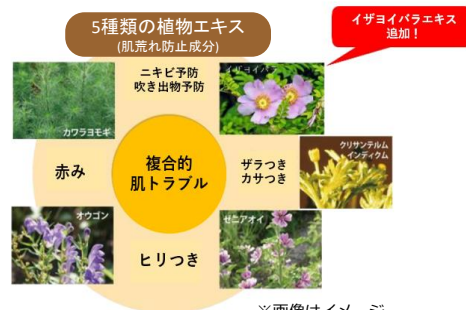 5種類の植物エキス
(肌荒れ防止成分)
イザヨイバラエキス
追加！
ニキビ予防
吹き出物予防
イザヨイバラ
カワラヨモギ
クリサンテルム
インディクム
赤み
複合的
肌トラブル
ザラつき
カサつき
オウゴン
ゼニアオイ
ヒリつき
※画像はイメージ